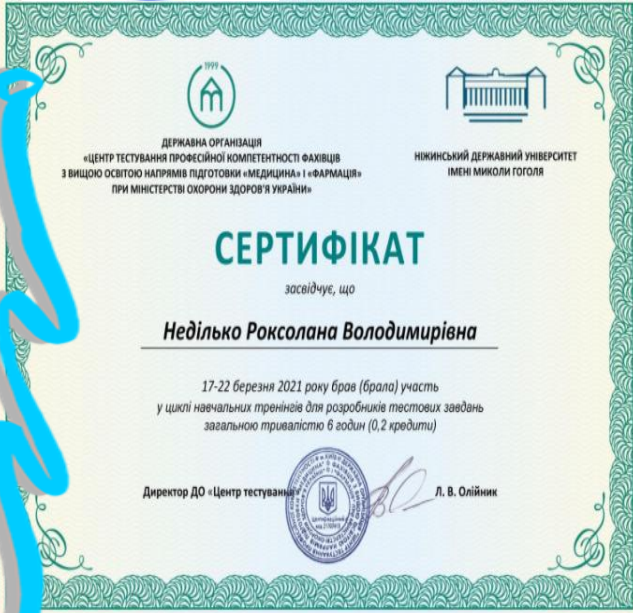 1999
ДЕРЖАВНА ОРГАНІЗАЦІЯ
«ЦЕНТР ТЕСТУВАННЯ ПРОФЕСІЙНОЇ КОМПЕТЕНТНОСТІ ФАХІВЦІВ
З ВИЩОЮ ОСВІТОЮ НАПРЯМІВ ПІДГОТОВКИ «МЕДИЦИНА» І «ФАРМАЦІЯ»
ПРИ МІНІСТЕРСТВІ ОХОРОНИ ЗДОРОВ'Я УКРАЇНИ»
НІЖИНСЬКИЙ ДЕРЖАВНИЙ УНІВЕРСИТЕТ
ІМЕНІ МИКОЛИ ГОГОЛЯ
СЕРТИФІКАТ
засвідчує, що
Неділько Роксолана Володимирівна
17-22 березня 2021 року брав (брала) участь
у циклі навчальних тренінгів для розробників тестових завдань
загальною тривалістю 6 годин (0,2 кредити)
Директор ДО «Центр тестування»
Л. В. Олійник